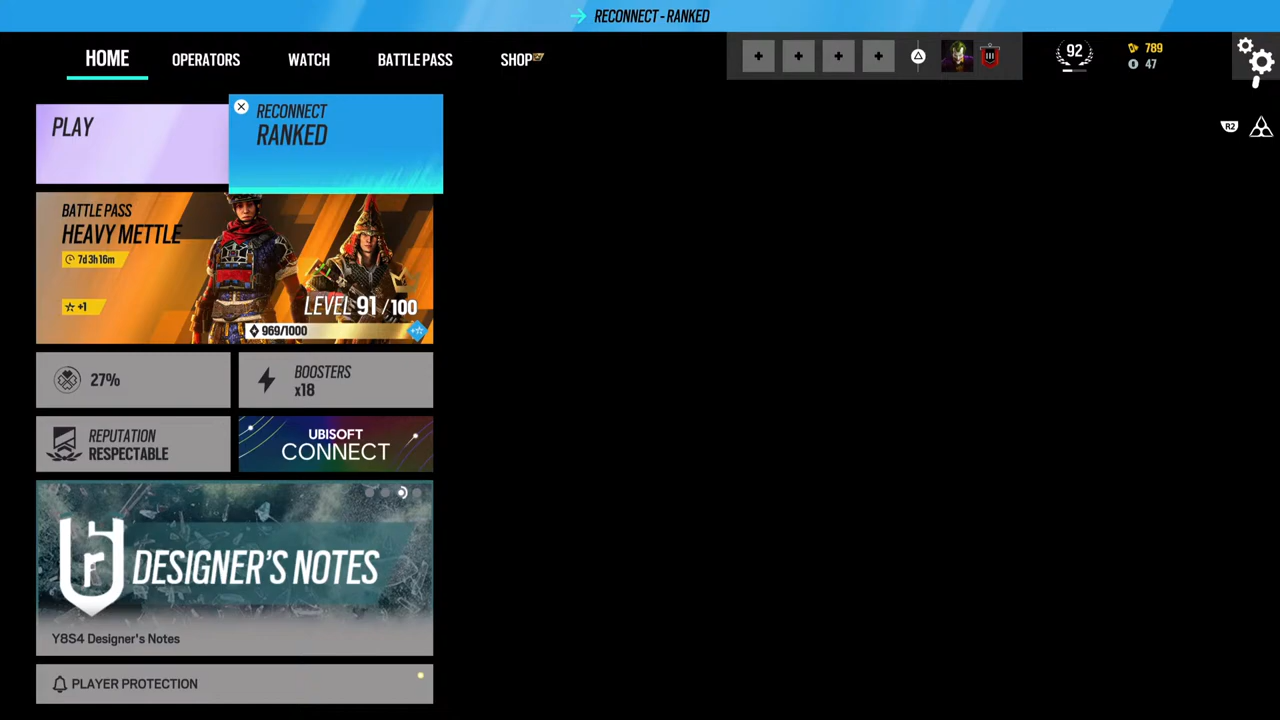 RECONNECT - RANKED
HOME
OPERATORS
WATCH
BATTLE PASS
SHOP
92
789
47
III
R2
PLAY
RECONNECT
RANKED
BATTLE PASS
HEAVY METTLE
7d 3h 16m
+1
LEVEL 91 / 100
969/1000
27%
BOOSTERS
x18
REPUTATION
RESPECTABLE
UBISOFT
CONNECT
DESIGNER'S NOTES
Y8S4 Designer's Notes
PLAYER PROTECTION